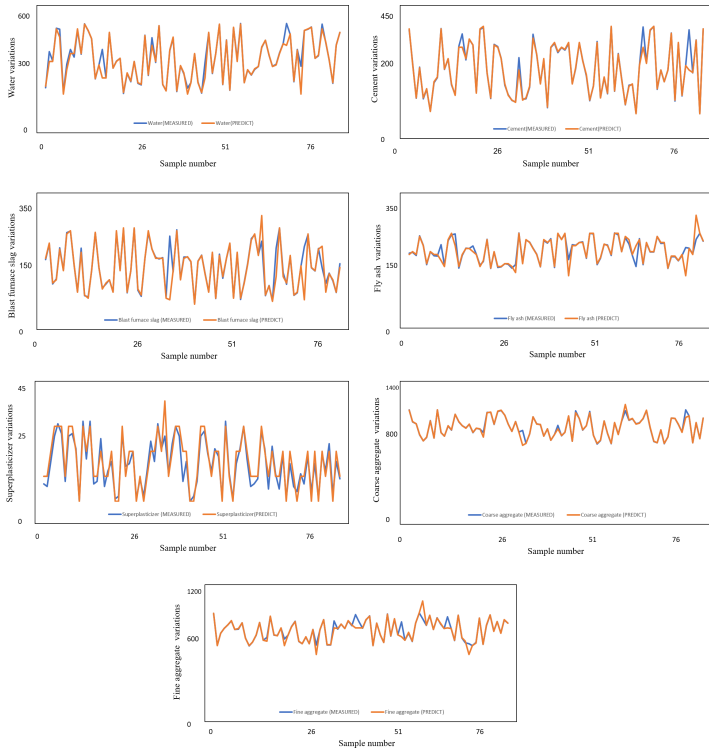 600
300
0
Water variations
Water(MEASURED) Water(PREDICT)
1 26 51 76
Sample number
450
200
0
Cement variations
Cement(MEASURED) Cement(PREDICT)
1 26 51 76
Sample number
350
150
0
Blast furnace slag variations
Blast furnace slag (MEASURED) Blast furnace slag (PREDICT)
1 26 51 76
Sample number
350
150
0
Fly ash variations
Fly ash (MEASURED) Fly ash (PREDICT)
1 26 51 76
Sample number
45
25
0
Superplasticizer variations
Superplasticizer (MEASURED) Superplasticizer(PREDICT)
0 26 51 76
Sample number
1400
800
0
Coarse aggregate variations
Coarse aggregate (MEASURED) Coarse aggregate (PREDICT)
1 26 51 76
Sample number
1200
600
0
Fine aggregate variations
Fine aggregate (MEASURED) Fine aggregate (PREDICT)
1 26 51 76
Sample number